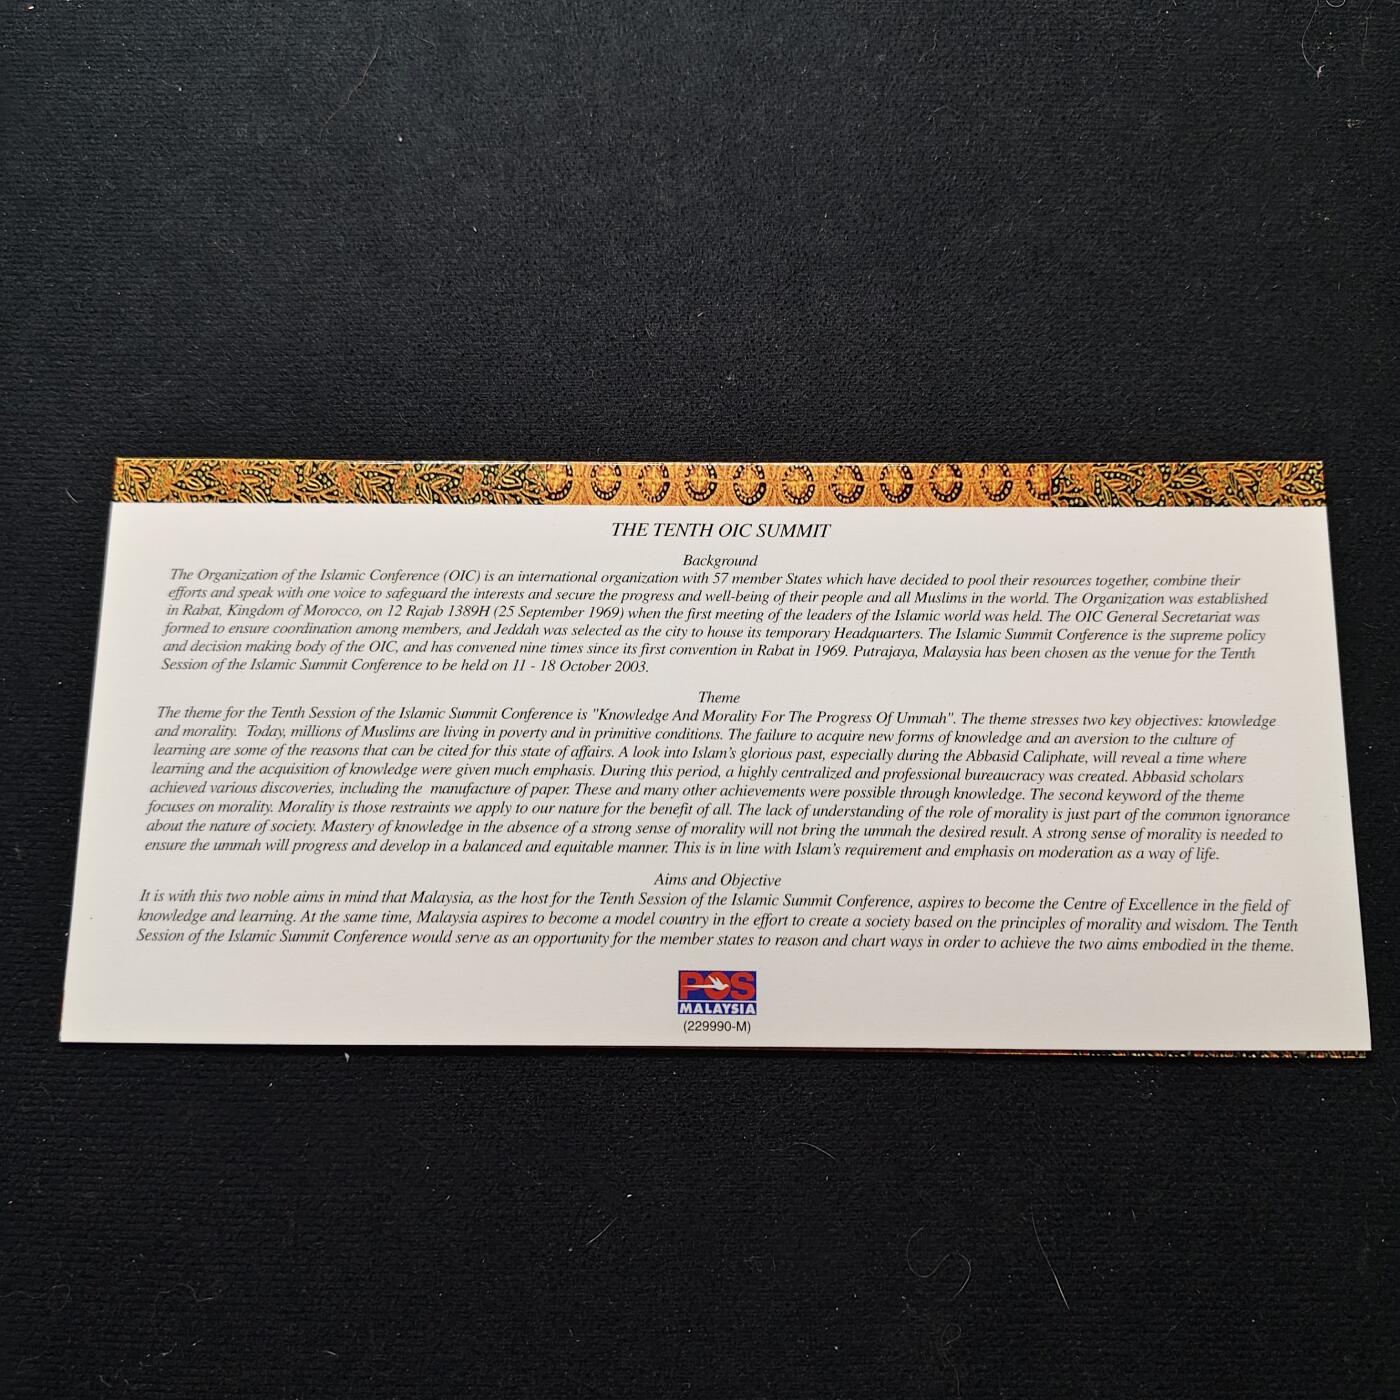 THE TENTH OIC SUMMIT
Background
The Organization of the Islamic Conference (OIC) is an international organization with 57 member States which have decided to pool their resources together, combine their
efforts and speak with one voice to safeguard the interests and secure the progress and well-being of their people and all Muslims in the world. The Organization was established
in Rabat, Kingdom of Morocco, on 12 Rajab 1389H (25 September 1969) when the first meeting of the leaders of the Islamic world was held. The OIC General Secretariat was
formed to ensure coordination among members, and Jeddah was selected as the city to house its temporary Headquarters. The Islamic Summit Conference is the supreme policy
and decision making body of the OIC, and has convened nine times since its first convention in Rabat in 1969. Putrajaya, Malaysia has been chosen as the venue for the Tenth
Session of the Islamic Summit Conference to be held on 11 - 18 October 2003.
Theme
The theme for the Tenth Session of the Islamic Summit Conference is "Knowledge And Morality For The Progress Of Ummah". The theme stresses two key objectives: knowledge
and morality. Today, millions of Muslims are living in poverty and in primitive conditions. The failure to acquire new forms of knowledge and an aversion to the culture of
learning are some of the reasons that can be cited for this state of affairs. A look into Islam's glorious past, especially during the Abbasid Caliphate, will reveal a time where
learning and the acquisition of knowledge were given much emphasis. During this period, a highly centralized and professional bureaucracy was created. Abbasid scholars
achieved various discoveries, including the manufacture of paper. These and many other achievements were possible through knowledge. The second keyword of the theme
focuses on morality. Morality is those restraints we apply to our nature for the benefit of all. The lack of understanding of the role of morality is just part of the common ignorance
about the nature of society. Mastery of knowledge in the absence of a strong sense of morality will not bring the ummah the desired result. A strong sense of morality is needed to
ensure the ummah will progress and develop in a balanced and equitable manner. This is in line with Islam's requirement and emphasis on moderation as a way of life.
Aims and Objective
It is with this two noble aims in mind that Malaysia, as the host for the Tenth Session of the Islamic Summit Conference, aspires to become the Centre of Excellence in the field of
knowledge and learning. At the same time, Malaysia aspires to become a model country in the effort to create a society based on the principles of morality and wisdom. The Tenth
Session of the Islamic Summit Conference would serve as an opportunity for the member states to reason and chart ways in order to achieve the two aims embodied in the theme.
POS
MALAYSIA
(229990-M)